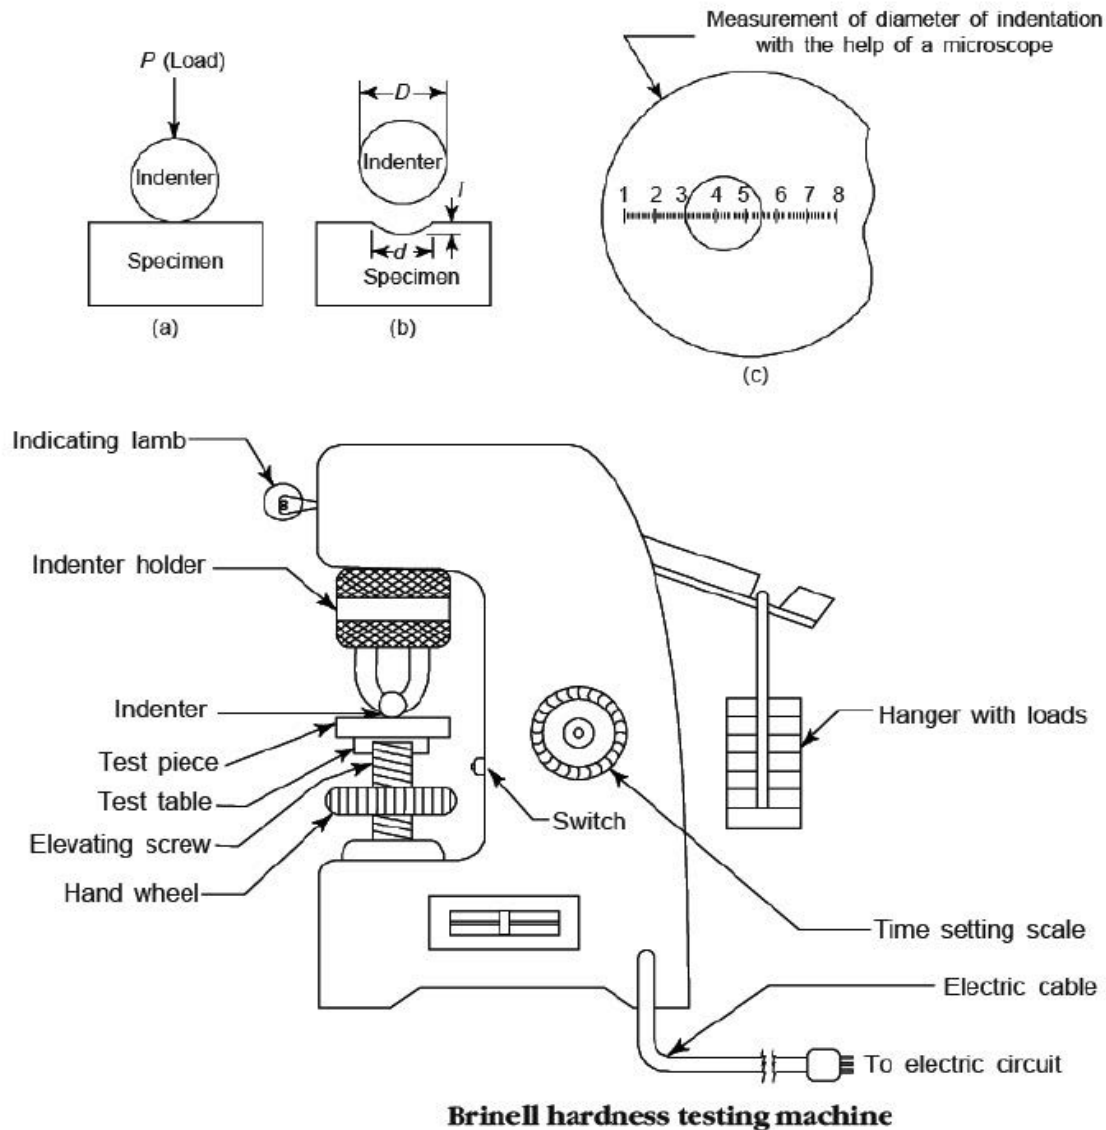 Measurement of diameter of indentation
with the help of a microscope
P (Load)
D
Indenter
Indenter
l
d
Specimen
Specimen
1 2 3 4 5 6 7 8
(a)
(b)
(c)
Indicating lamb
Indenter holder
Indenter
Test piece
Test table
Elevating screw
Hand wheel
Switch
Hanger with loads
Time setting scale
Electric cable
To electric circuit
Brinell hardness testing machine